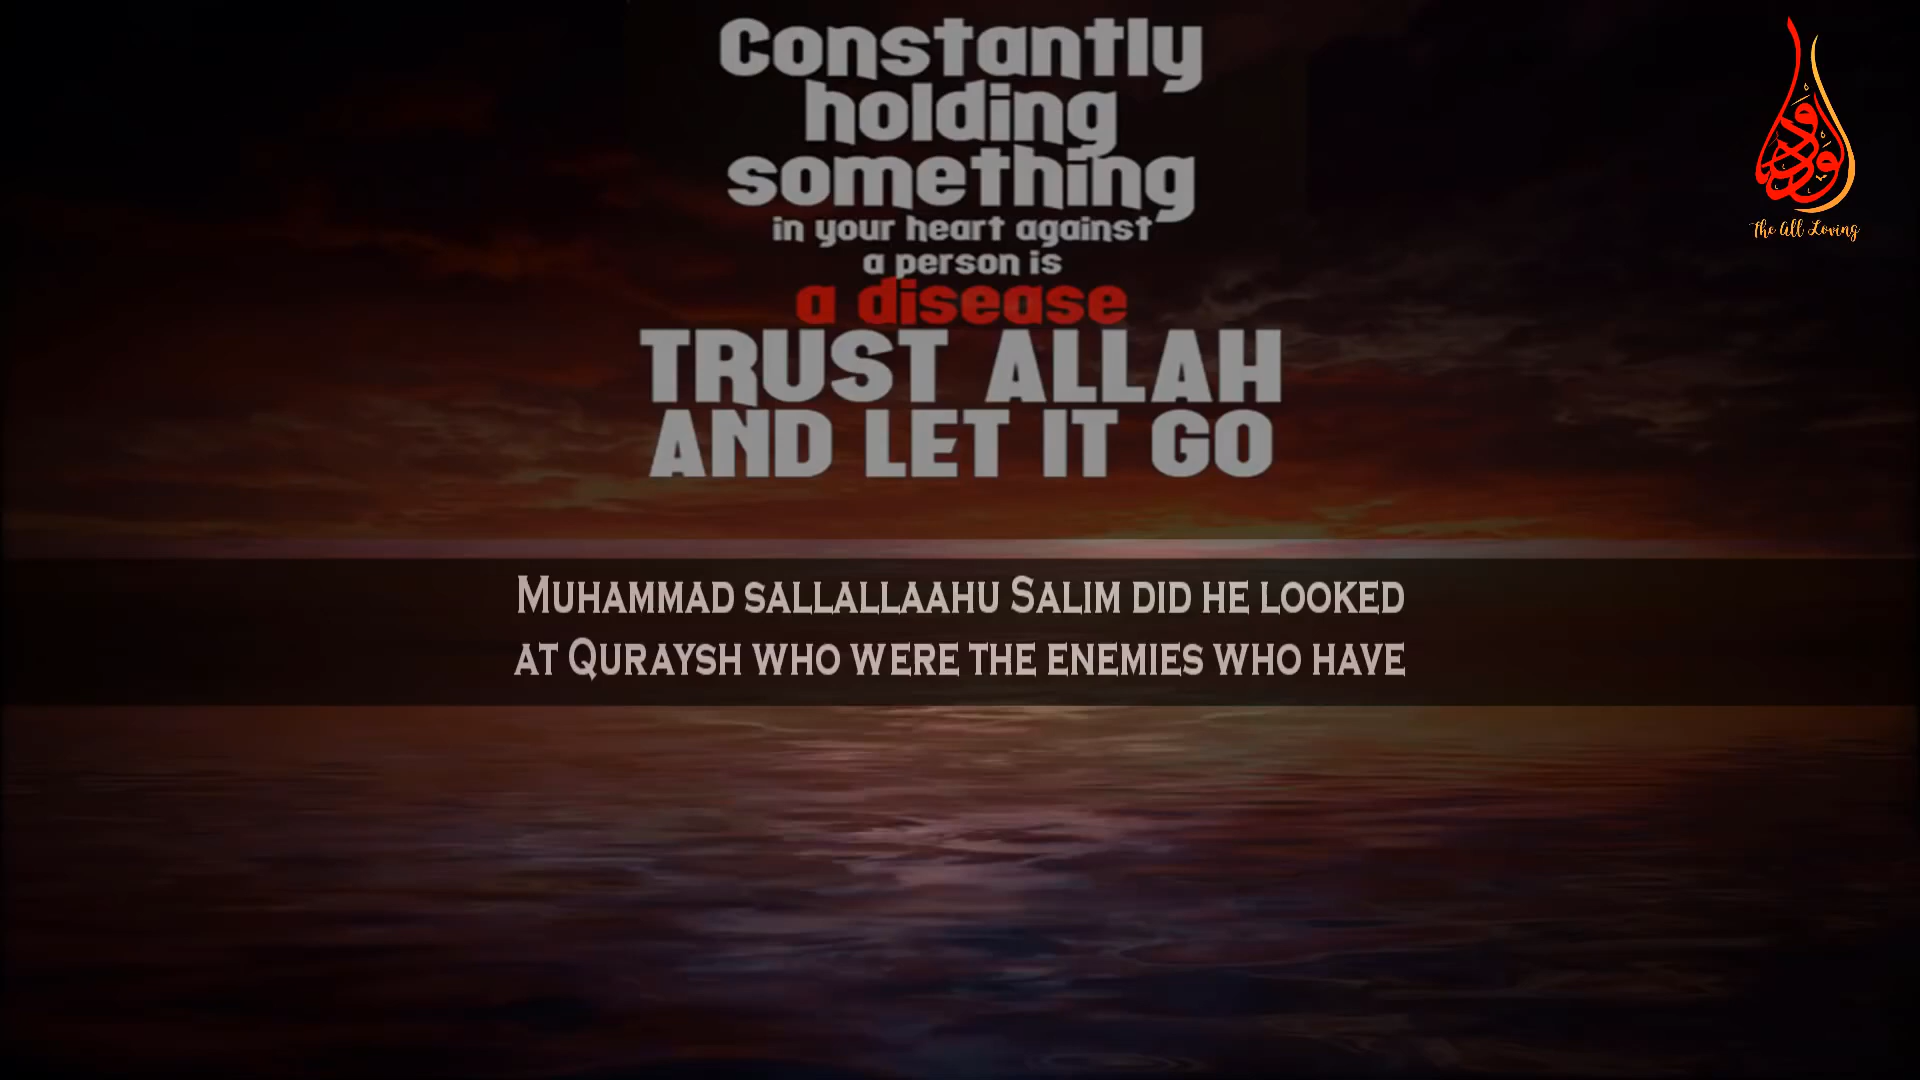 Constantly
holding
something
in your heart against
a person is
a disease
TRUST ALLAH
AND LET IT GO
The All Loving
MUHAMMAD SALLALLAAHU SALIM DID HE LOOKED
AT QURAYSH WHO WERE THE ENEMIES WHO HAVE